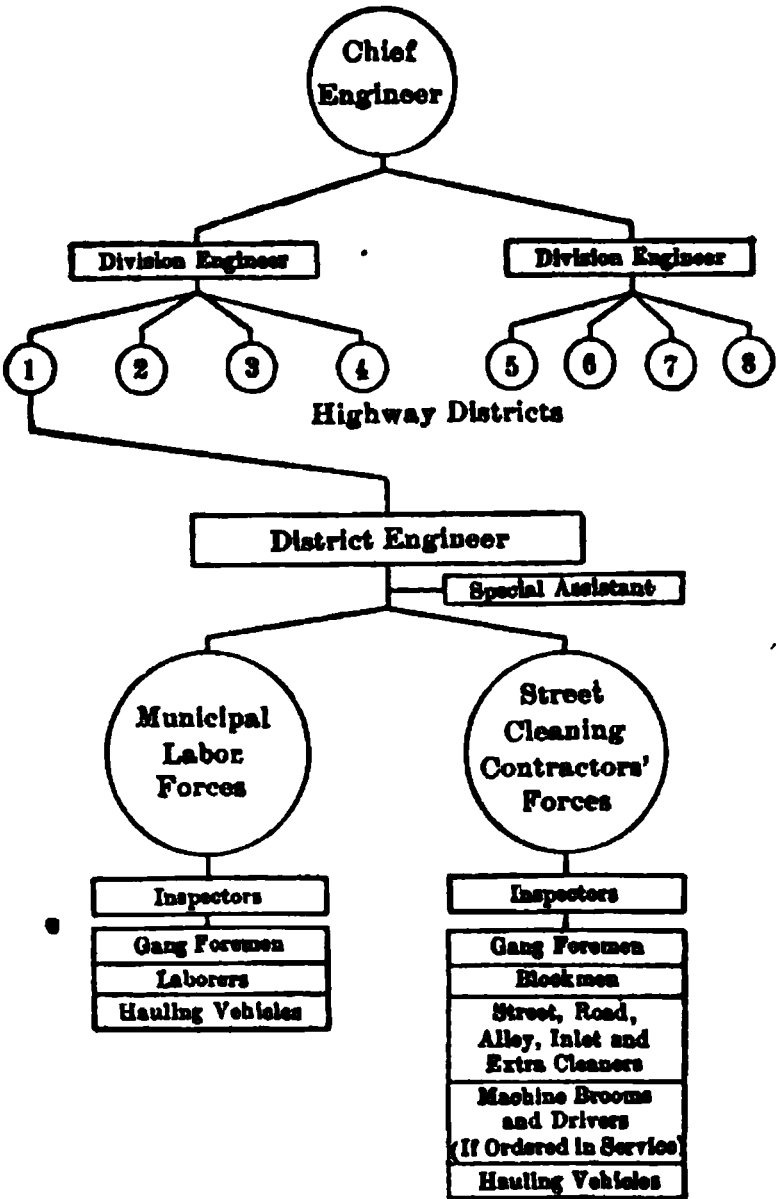 Chief
Engineer
Division Engineer
Division Engineer
1 2 3 4 5 6 7 8
Highway Districts
District Engineer
Special Assistant
Municipal
Labor
Forces
Inspectors
Gang Foremen
Laborers
Hauling Vehicles
Street
Cleaning
Contractors'
Forces
Inspectors
Gang Foremen
Blockmen
Street, Road,
Alley, Inlet and
Extra Cleaners
Machine Brooms
and Drivers
(If Ordered in Service)
Hauling Vehicles